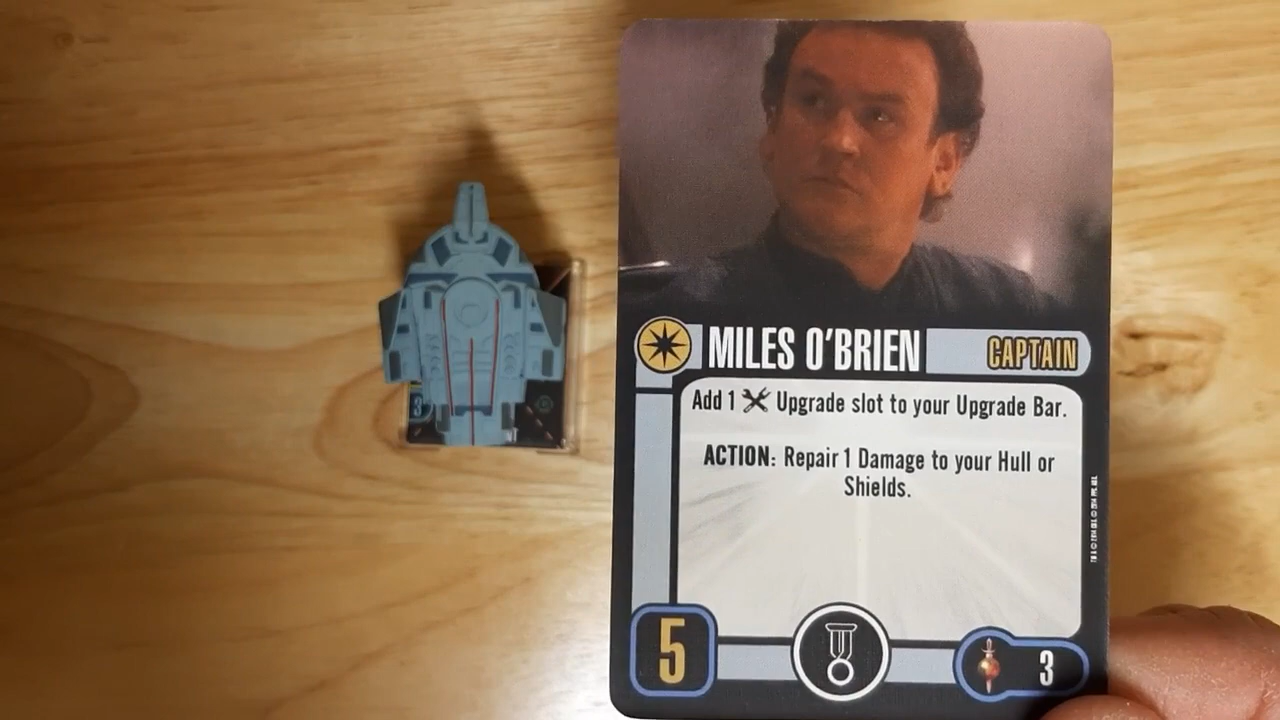 MILES O'BRIEN
CAPTAIN
Add 1 Upgrade slot to your Upgrade Bar.
ACTION: Repair 1 Damage to your Hull or
Shields.
5
3
3